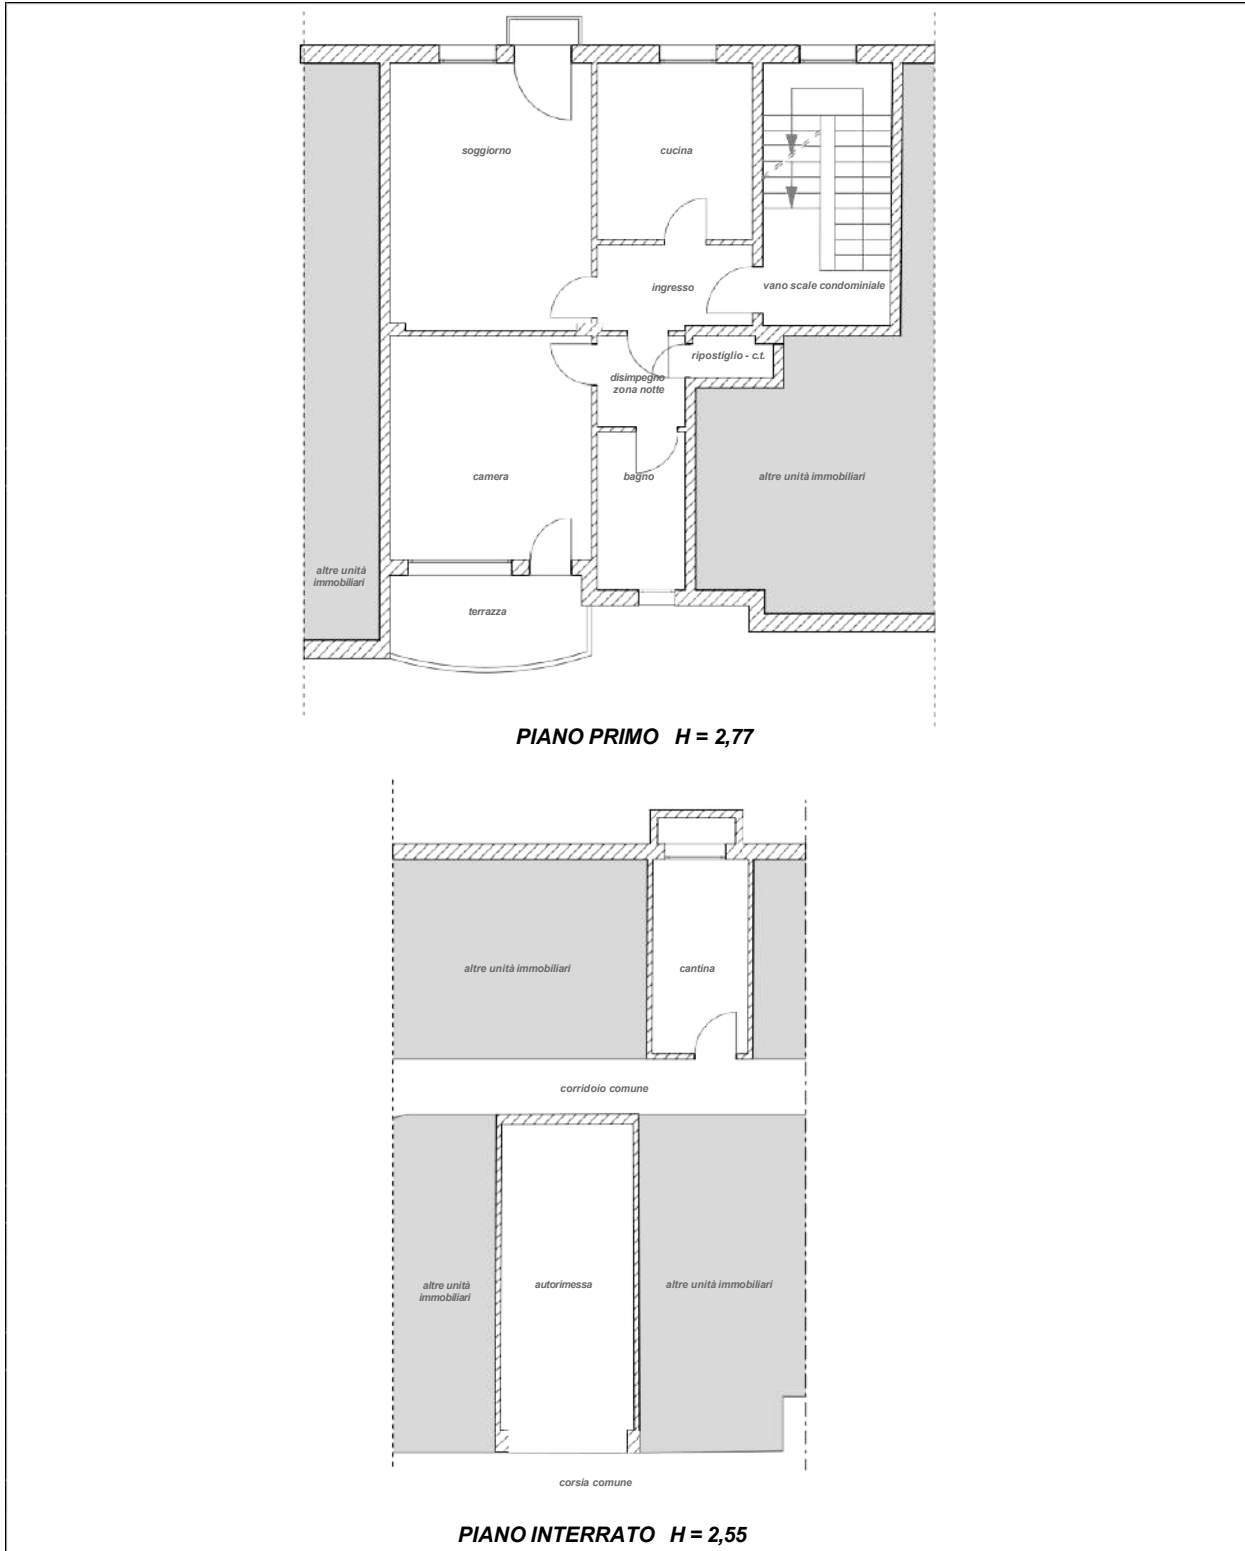 soggiorno
cucina
ingresso
vano scale condominiale
ripostiglio - c.t.
disimpegno
zona notte
camera
bagno
altre unità immobiliari
altre unità
immobiliari
terrazza
PIANO PRIMO H = 2,77
altre unità immobiliari
cantina
corridoio comune
altre unità
immobiliari
autorimessa
altre unità immobiliari
corsia comune
PIANO INTERRATO H = 2,55